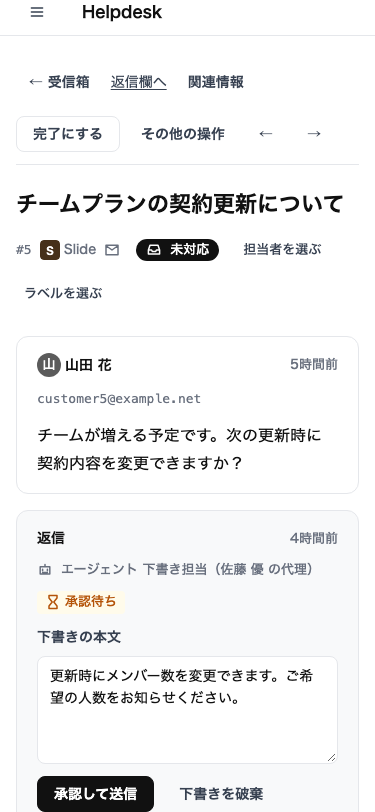 Helpdesk
← 受信箱 返信欄へ 関連情報
完了にする その他の操作 ← →
チームプランの契約更新について
#5 S Slide 未対応 担当者を選ぶ
ラベルを選ぶ
山 山田 花 5時間前
customer5@example.net
チームが増える予定です。次の更新時に
契約内容を変更できますか？
返信 4時間前
エージェント 下書き担当（佐藤 優 の代理）
承認待ち
下書きの本文
更新時にメンバー数を変更できます。ご希
望の人数をお知らせください。
承認して送信 下書きを破棄